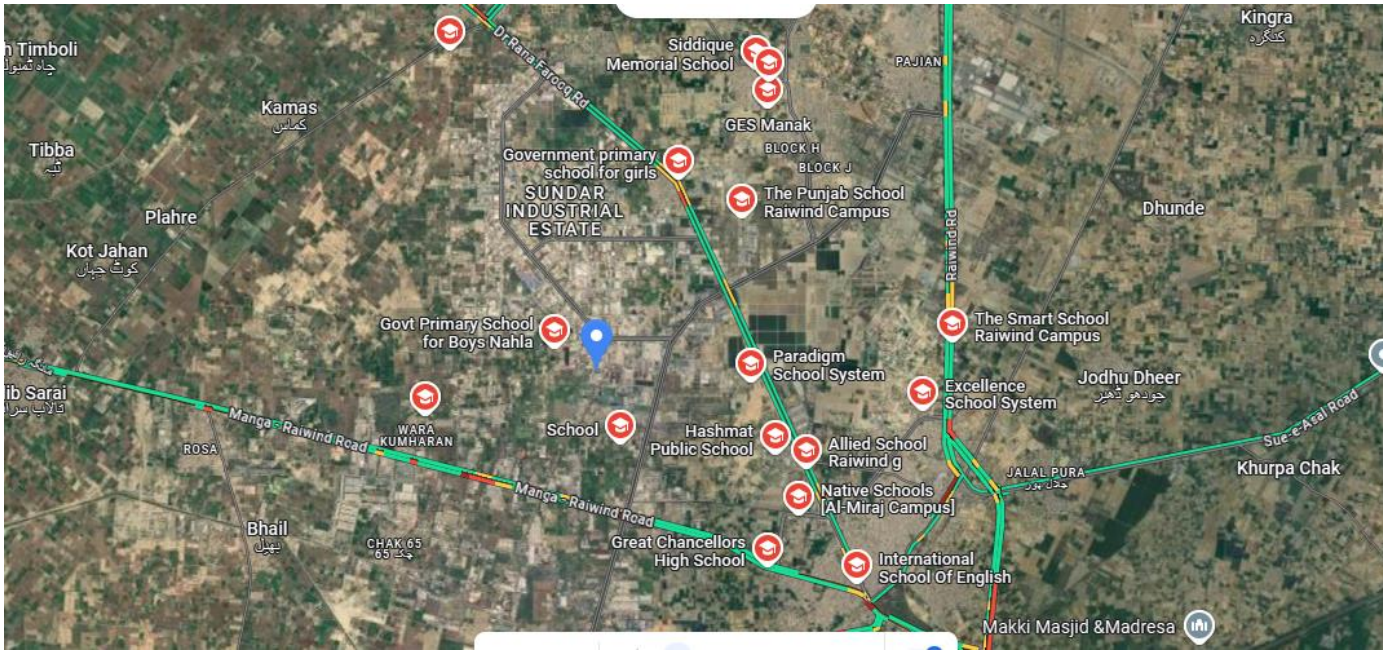 Kingra
کنگرہ
h Timboli
Siddique
Memorial School
Dr Rana Farooq Rd
PAJIAN
Kamas
کماس
GES Manak
Tibba
ٹبہ
BLOCK H
BLOCK J
Government primary
school for girls
SUNDAR
INDUSTRIAL
ESTATE
The Punjab School
Raiwind Campus
Plahre
Dhunde
Kot Jahan
کوٹ جہاں
Raiwind Rd
Govt Primary School
for Boys Nahla
The Smart School
Raiwind Campus
Paradigm
School System
Jodhu Dheer
جودھو ڈھیر
lib Sarai
Excellence
School System
Manga - Raiwind Road
WARA
KUMHARAN
ROSA
School
Hashmat
Public School
Allied School
Raiwind g
Sue-e-Asal Road
JALAL PURA
جلال پور
Khurpa Chak
Manga - Raiwind Road
Native Schools
[Al-Miraj Campus]
Bhail
بھیل
CHAK 65
چک 65
Great Chancellors
High School
International
School Of English
Makki Masjid &Madresa